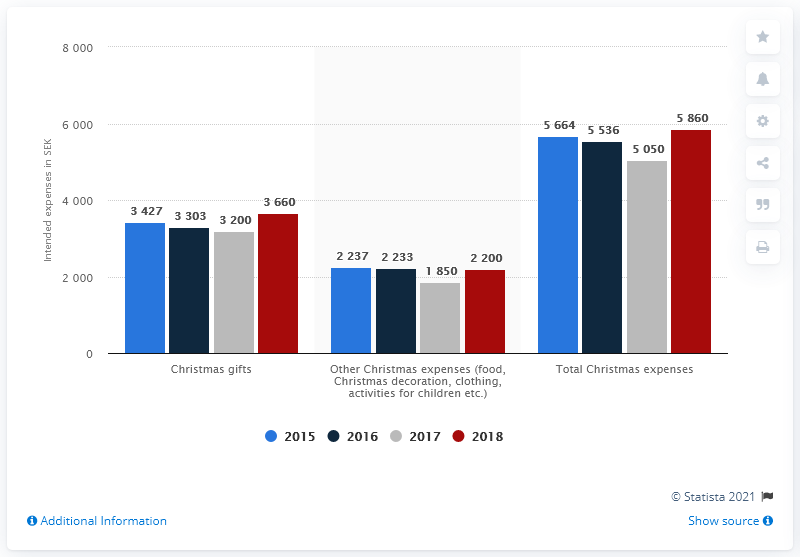 8 000
6 000
4 000
2 000
0
Intended expenses in SEK
3 427
3 303
3 200
3 660
2 237
2 233
1 850
2 200
5 664
5 536
5 050
5 860
Christmas gifts
Other Christmas expenses (food,
Christmas decoration, clothing,
activities for children etc.)
Total Christmas expenses
2015 2016 2017 2018
© Statista 2021
Additional Information
Show source